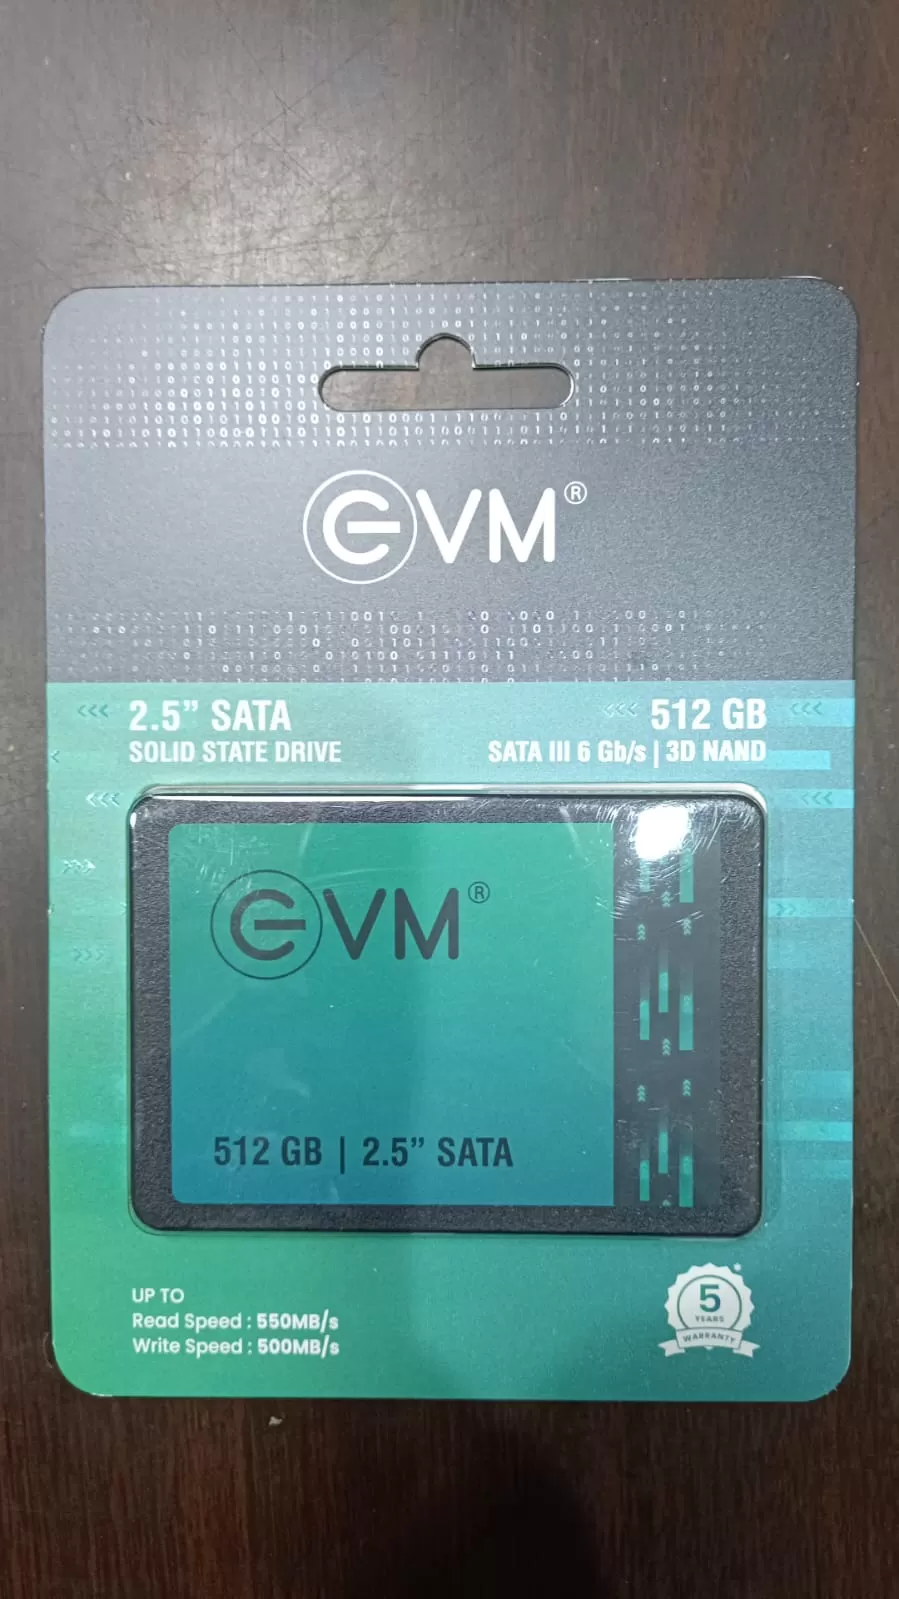 EVM®
2.5” SATA
SOLID STATE DRIVE
512 GB
SATA III 6 Gb/s | 3D NAND
EVM®
512 GB | 2.5” SATA
UP TO
Read Speed : 550MB/s
Write Speed : 500MB/s
5*
YEARS
WARRANTY